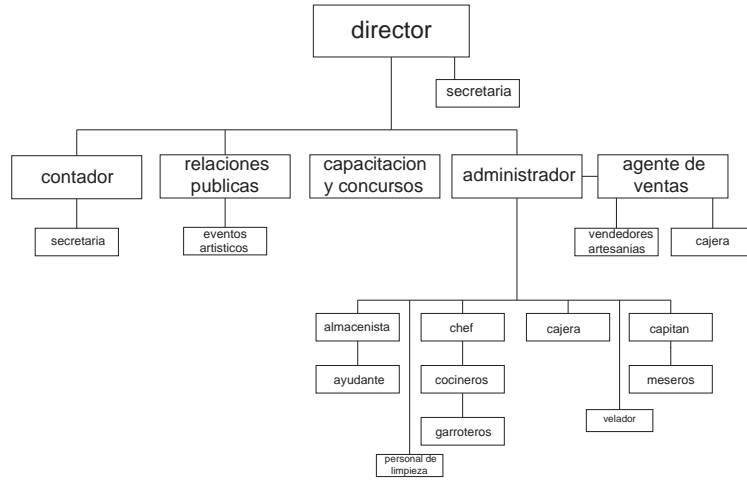 director
secretaria
contador
relaciones
publicas
capacitacion
y concursos
administrador
agente de
ventas
secretaria
eventos
artisticos
vendedores
artesanias
cajera
almacenista
chef
cajera
capitan
ayudante
cocineros
meseros
garroteros
velador
personal de
limpieza